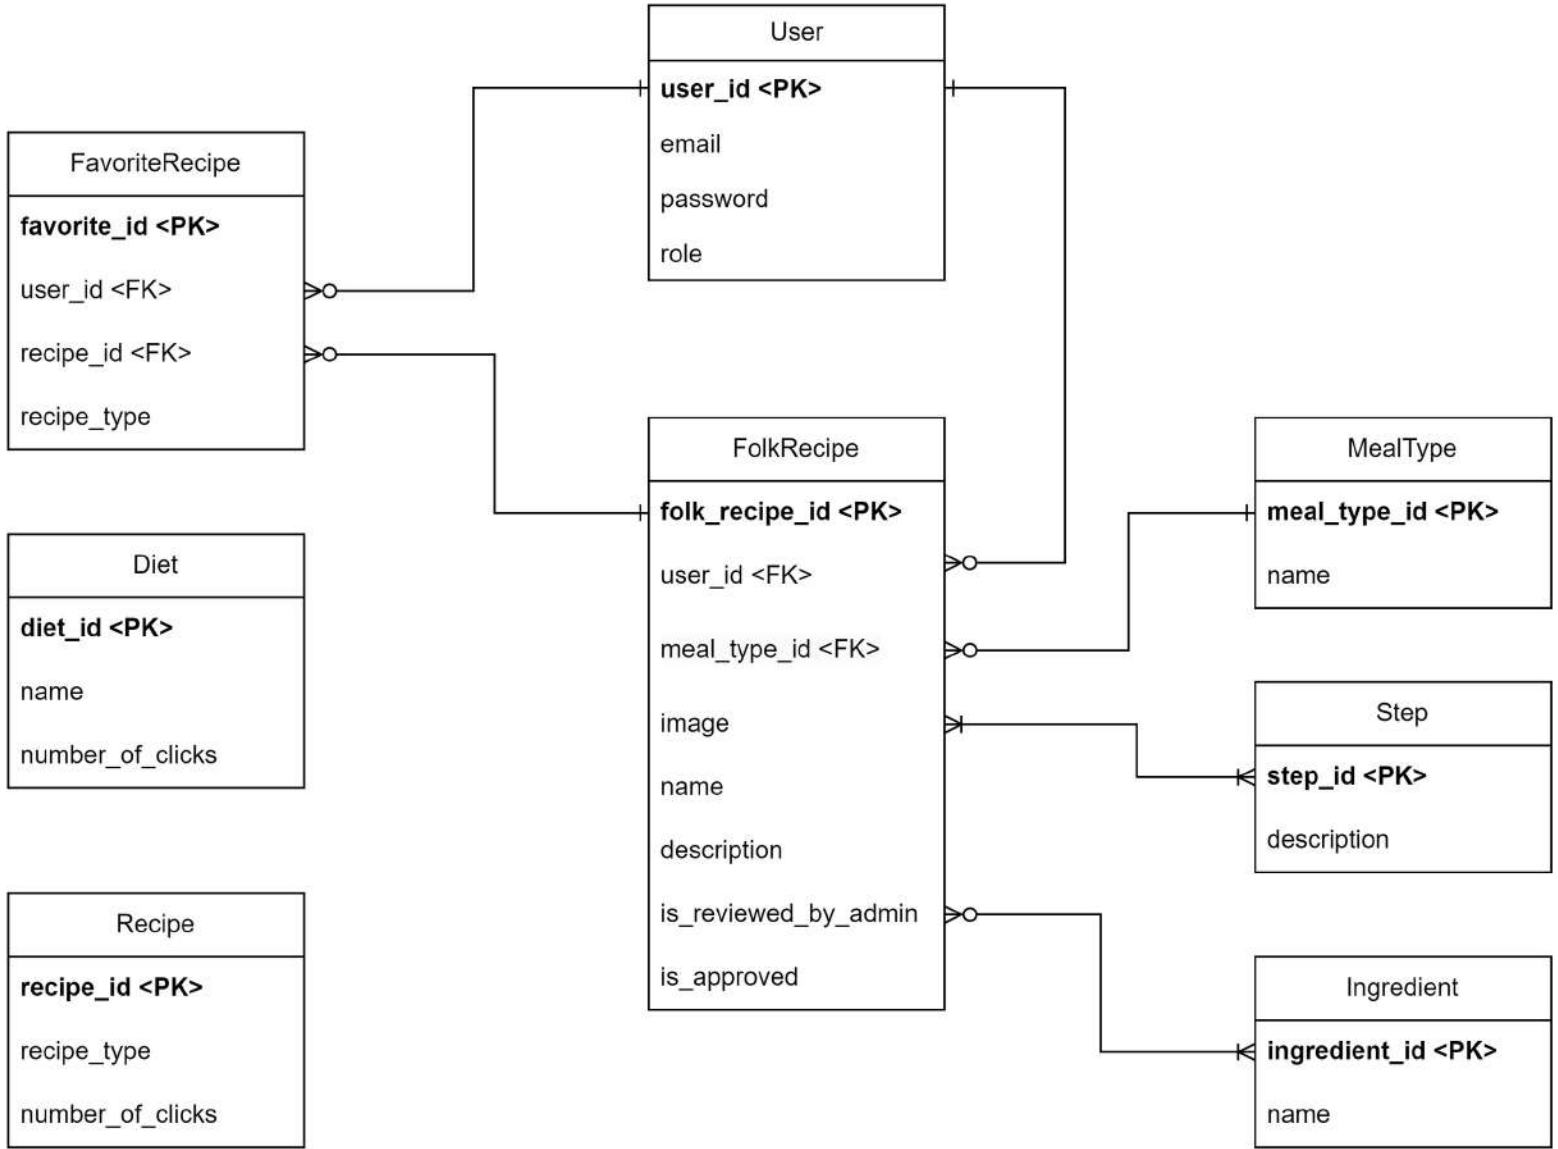 User
user_id <PK>
email
password
role
FavoriteRecipe
favorite_id <PK>
user_id <FK>
recipe_id <FK>
recipe_type
FolkRecipe
folk_recipe_id <PK>
user_id <FK>
meal_type_id <FK>
image
name
description
is_reviewed_by_admin
is_approved
MealType
meal_type_id <PK>
name
Diet
diet_id <PK>
name
number_of_clicks
Step
step_id <PK>
description
Recipe
recipe_id <PK>
recipe_type
number_of_clicks
Ingredient
ingredient_id <PK>
name